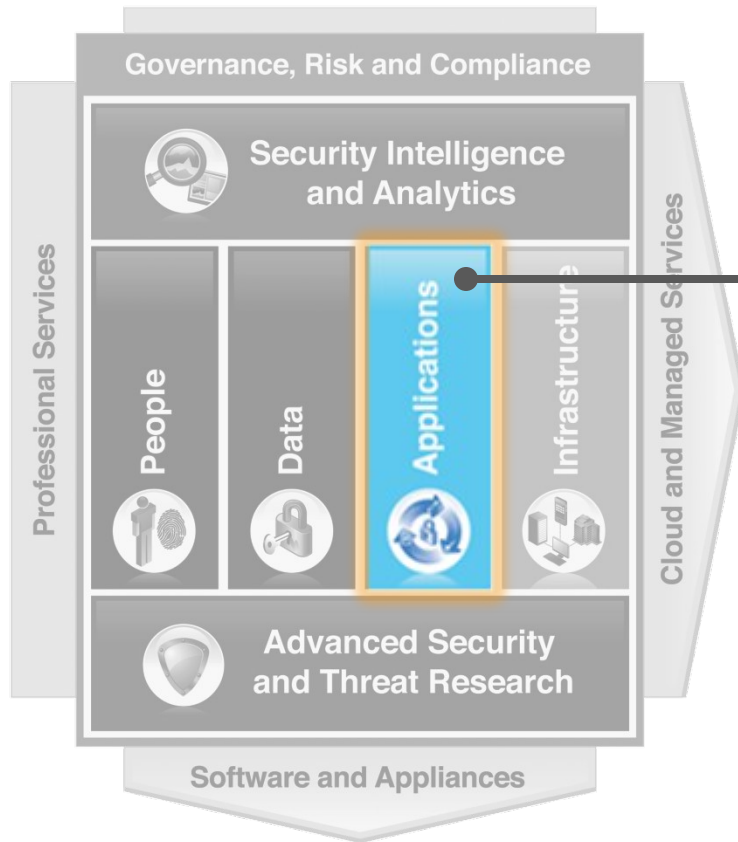 Governance, Risk and Compliance
Security Intelligence
and Analytics
Professional Services
People
Data
Applications
Infrastructure
Cloud and Managed Services
Advanced Security
and Threat Research
Software and Appliances